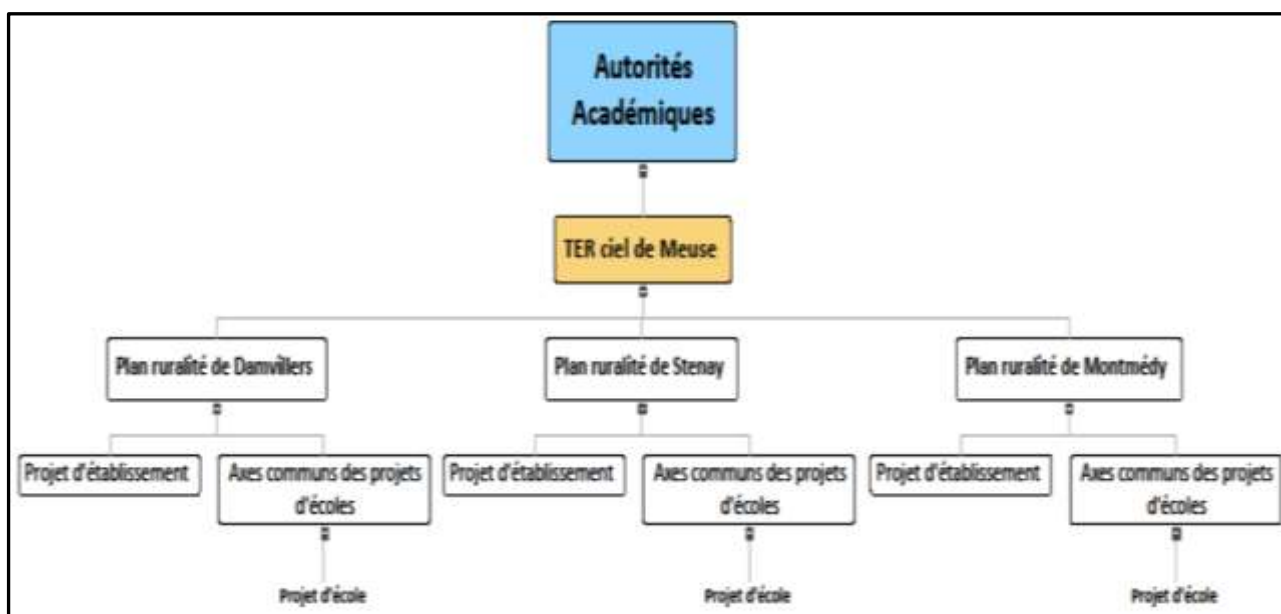 Autorités
Académiques
TER ciel de Meuse
Plan ruralité de Damvillers
Plan ruralité de Stenay
Plan ruralité de Montmédy
Projet d'établissement
Axes communs des projets
d'écoles
Projet d'établissement
Axes communs des projets
d'écoles
Projet d'établissement
Axes communs des projets
d'écoles
Projet d'école
Projet d'école
Projet d'école